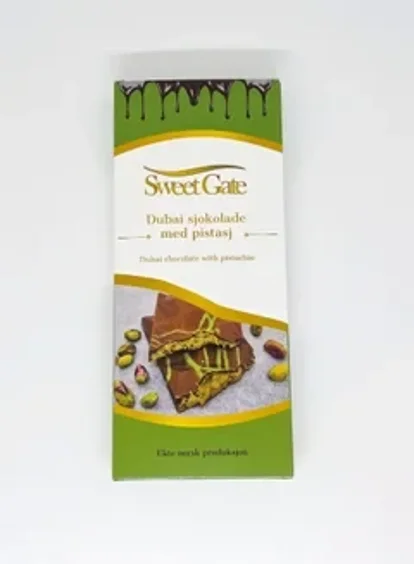 Sweet Gate
Dubai sjokolade
med pistasj
Dubai chocolate with pistachio
Ekte norsk produksjon